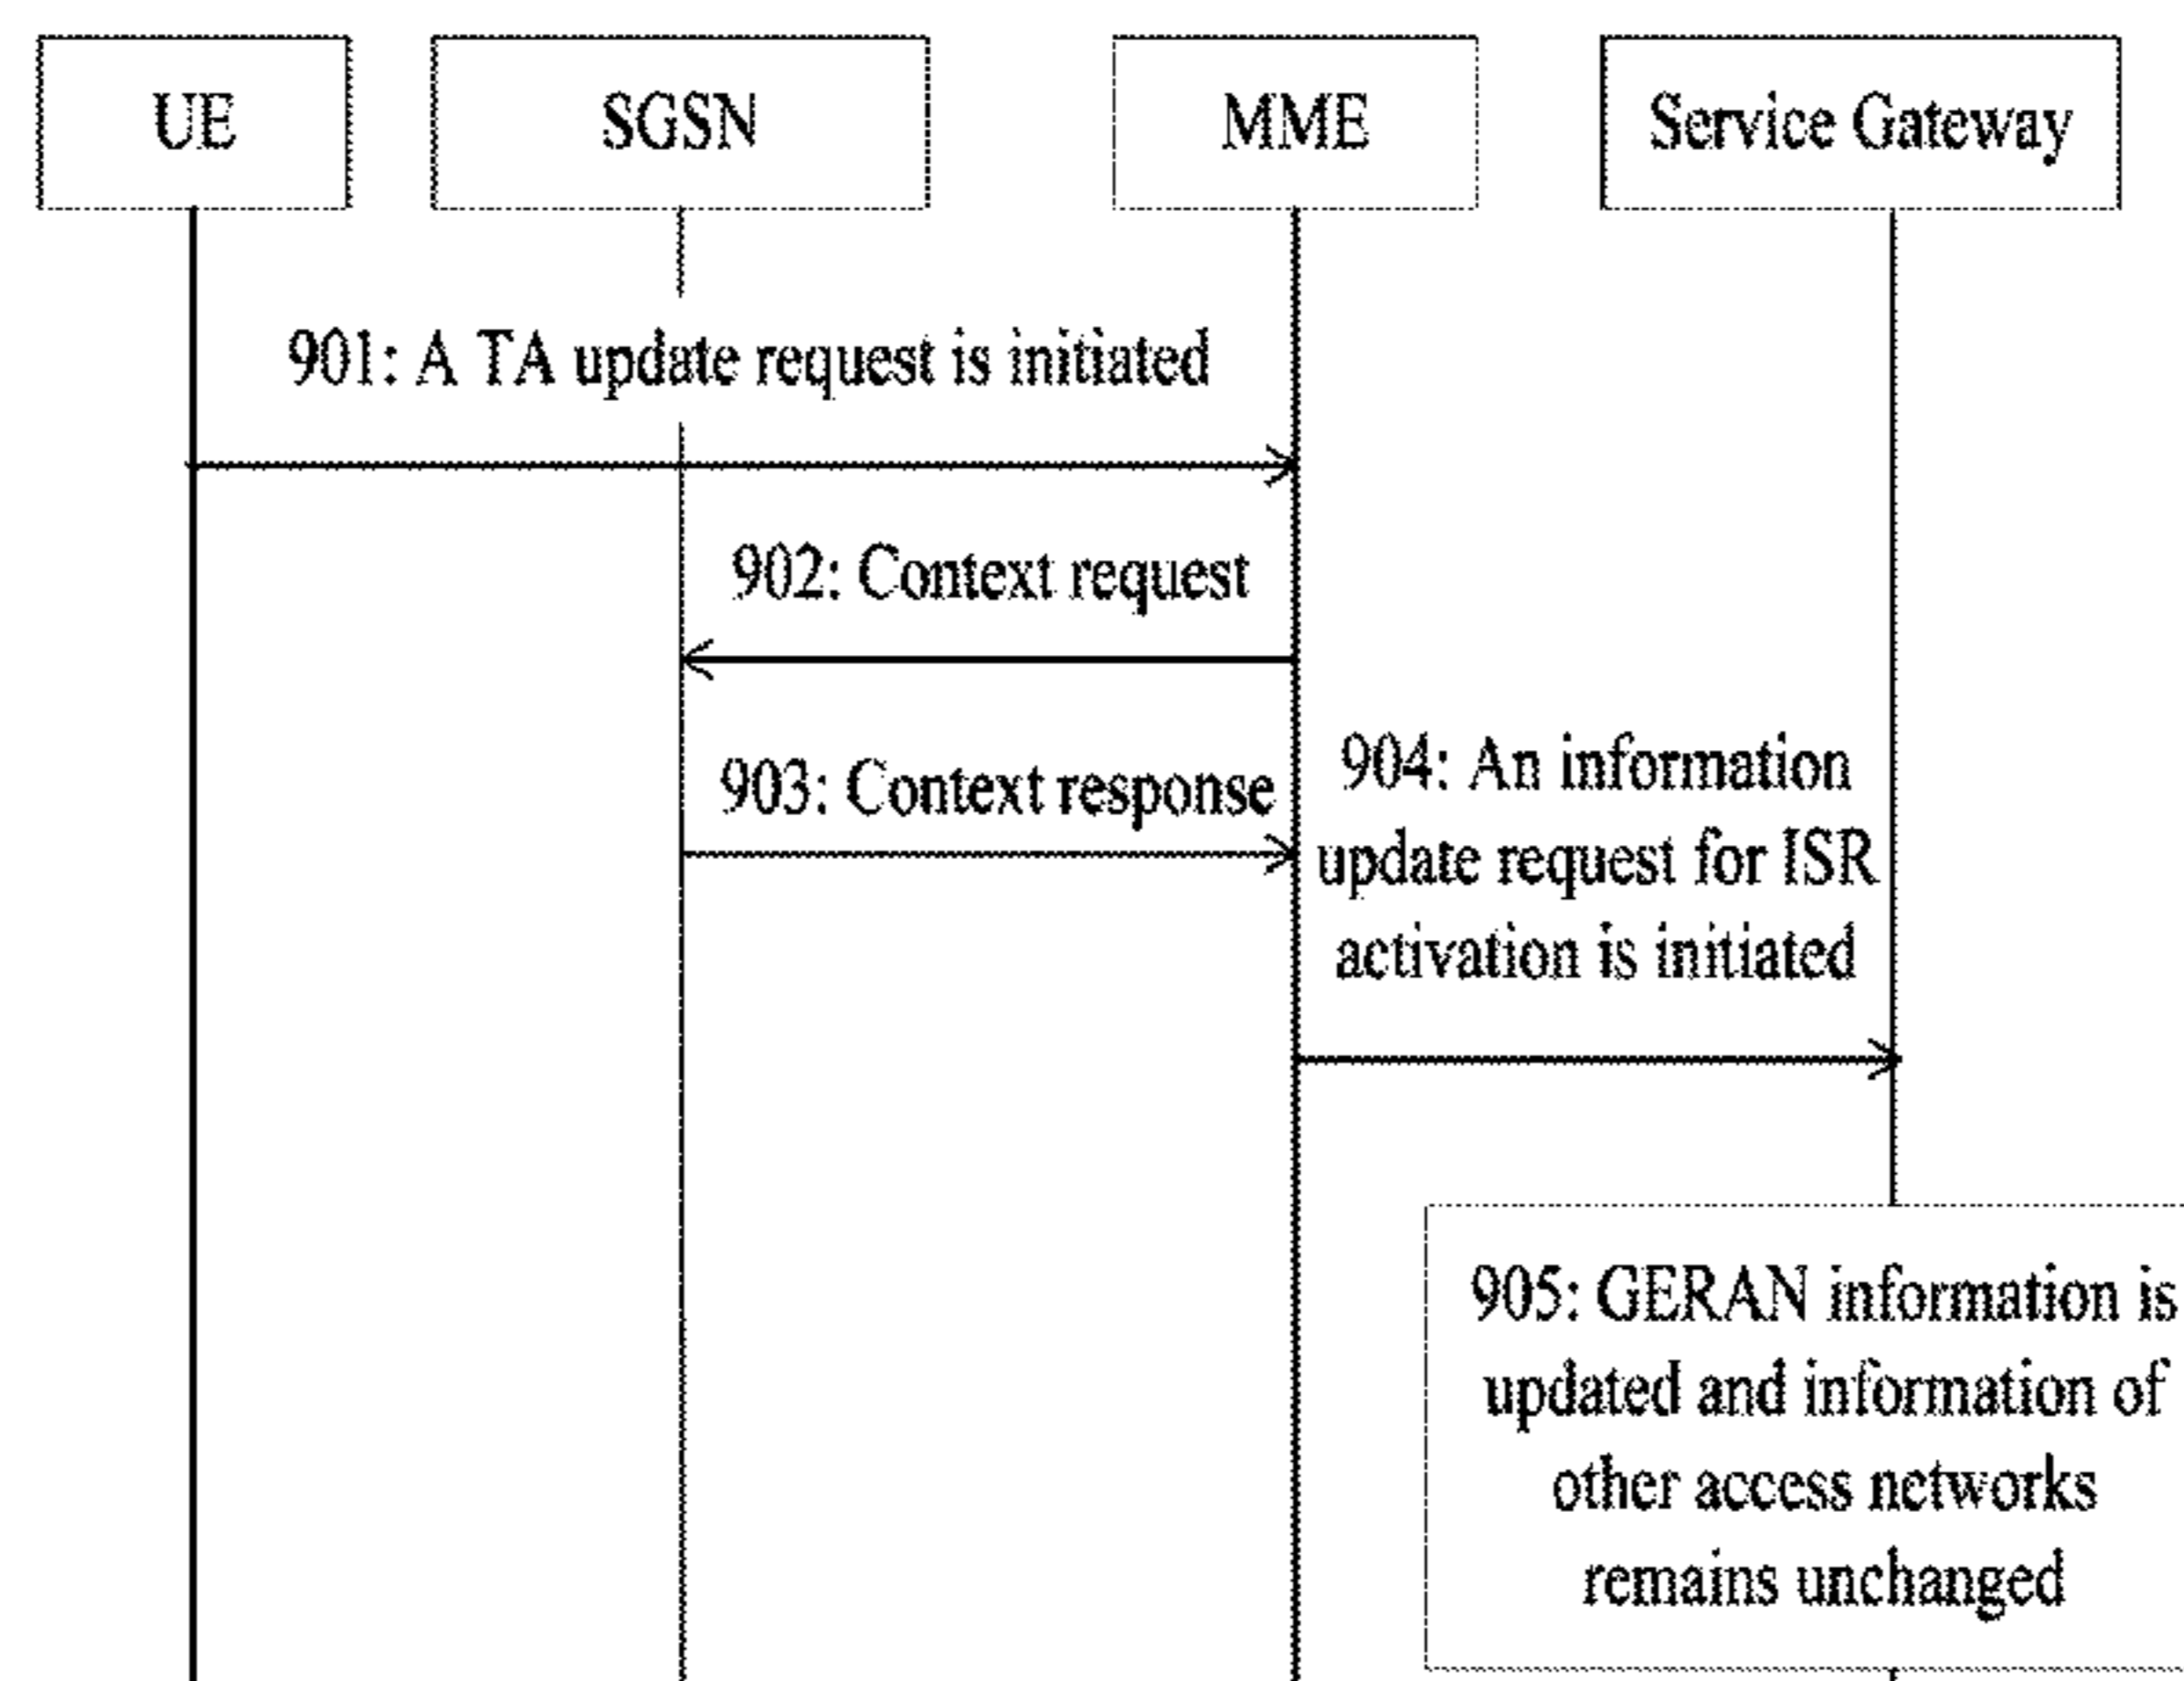 UE
SGSN
MME
Service Gateway
901: A TA update request is initiated
902: Context request
903: Context response
904: An information
update request for ISR
activation is initiated
905: GERAN information is
updated and information of
other access networks
remains unchanged